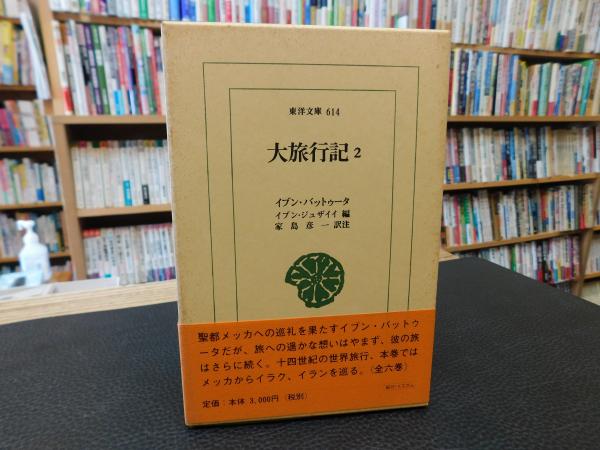 東洋文庫 614
大旅行記 2
イブン・バットゥータ
イブン・ジュザイイ 編
家島彦一 訳注
聖都メッカへの巡礼を果たすイブン・バットゥ
ータだが、旅への遥かな想いはやまず、彼の旅
はさらに続く。十四世紀の世界旅行、本巻では
メッカからイラク、イランを巡る。(全六巻)
定価:本体 3,000円(税別)